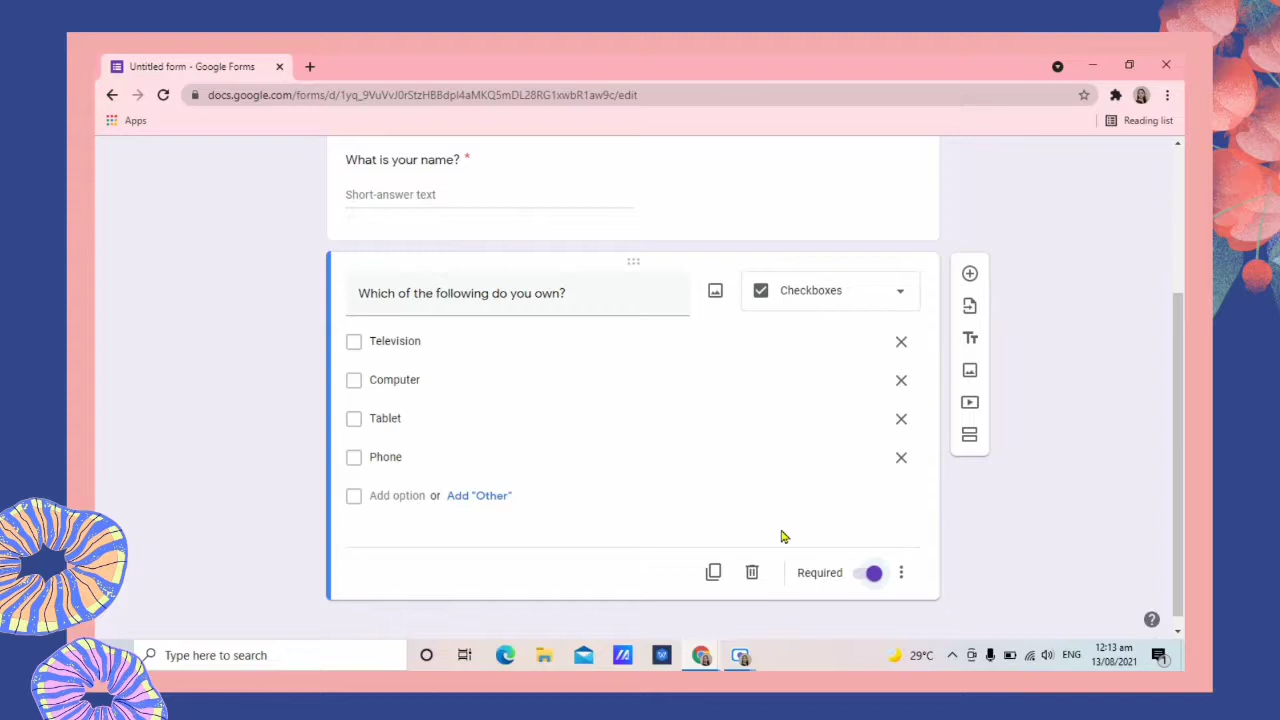 Untitled form - Google Forms
docs.google.com/forms/d/1yq_9VuVvJ0rStzHBBdpI4aMKQ5mDL28RG1xwbR1aw9c/edit
Apps
Reading list
What is your name? *
Short-answer text
Which of the following do you own?
Checkboxes
Television
Computer
Tablet
Phone
Add option or Add "Other"
Required
Type here to search
29°C
ENG
12:13 am
13/08/2021
1